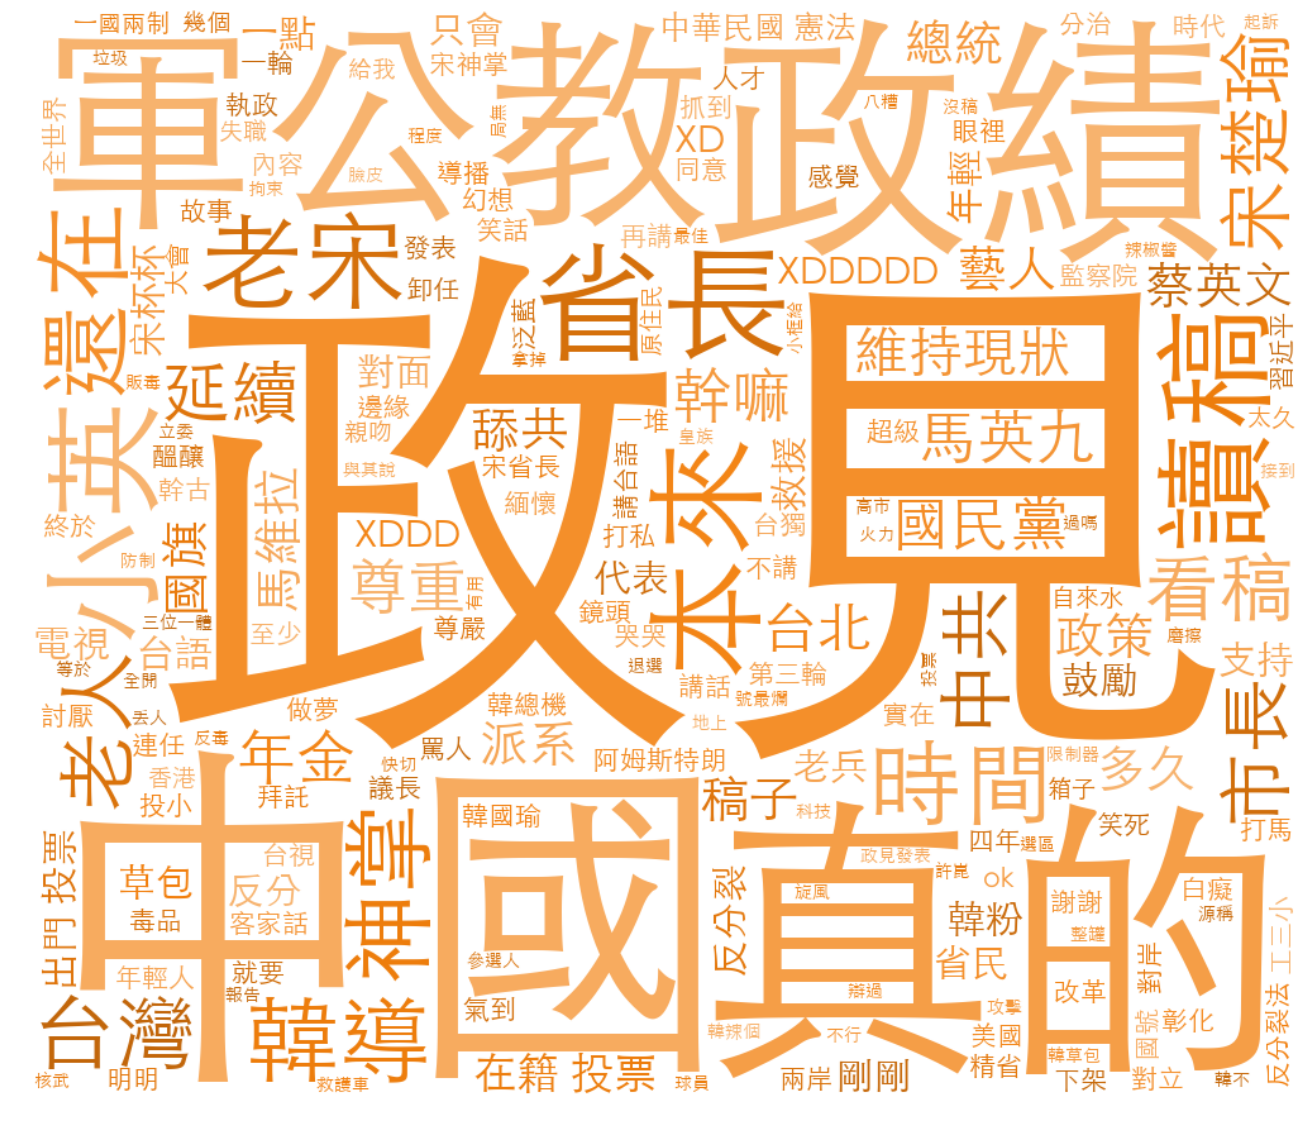 一國兩制 幾個
一點
只會
中華民國 憲法
總統
分治
時代
起訴
垃圾
一輪
給我
宋神掌
人才
軍公教
政績
宋楚瑜
全世界
執政
失職
程度
局無
抓到
XD
八糟
沒稿
眼裡
內容
拘束
臉皮
導播
同意
感覺
年輕
幻想
故事
還在
老宋
笑話
再講
最佳
辣椒醬
大會
宋杯杯
發表
卸任
省長
XDDDDD
藝人
監察院
蔡英文
泛藍
原住民
小框給
拿掉
政見
維持現狀
讀稿
習近平
販毒
延續
對面
邊緣
幹嘛
小英
舔共
一堆
皇族
超級
馬英九
太久
立委
親吻
醞釀
宋省長
講台語
本來
救援
與其說
接到
幹古
馬維拉
緬懷
高市
國民黨
過嗎
火力
終於
國旗
XDDD
打私
台獨
防制
尊重
有用
代表
不講
看稿
自來水
三位一體
鏡頭
台北
中共
政策
磨擦
電視
台語
至少
尊嚴
哭哭
退選
第三輪
投票
支持
等於
全開
老人
講話
號最爛
鼓勵
市長
討厭
丟人
做夢
韓總機
實在
地上
連任
反毒
年金
罵人
派系
快切
阿姆斯特朗
老兵
時間
限制器
多久
香港
投小
拜託
議長
稿子
箱子
中國
韓國瑜
科技
真的
笑死
打馬
四年
選區
出門 投票
草包
台視
神掌
政見發表
許崑
毒品
反分
反分裂
旋風
ok
謝謝
白癡
客家話
韓粉
整罐
源稱
工三小
年輕人
就要
參選人
省民
對岸
報告
辯過
改革
台灣
韓導
氣到
攻擊
國號
彰化
反分裂法
韓辣個
不行
美國
精省
韓草包
核武
明明
救護車
在籍 投票
球員
兩岸
剛剛
下架
對立
韓不